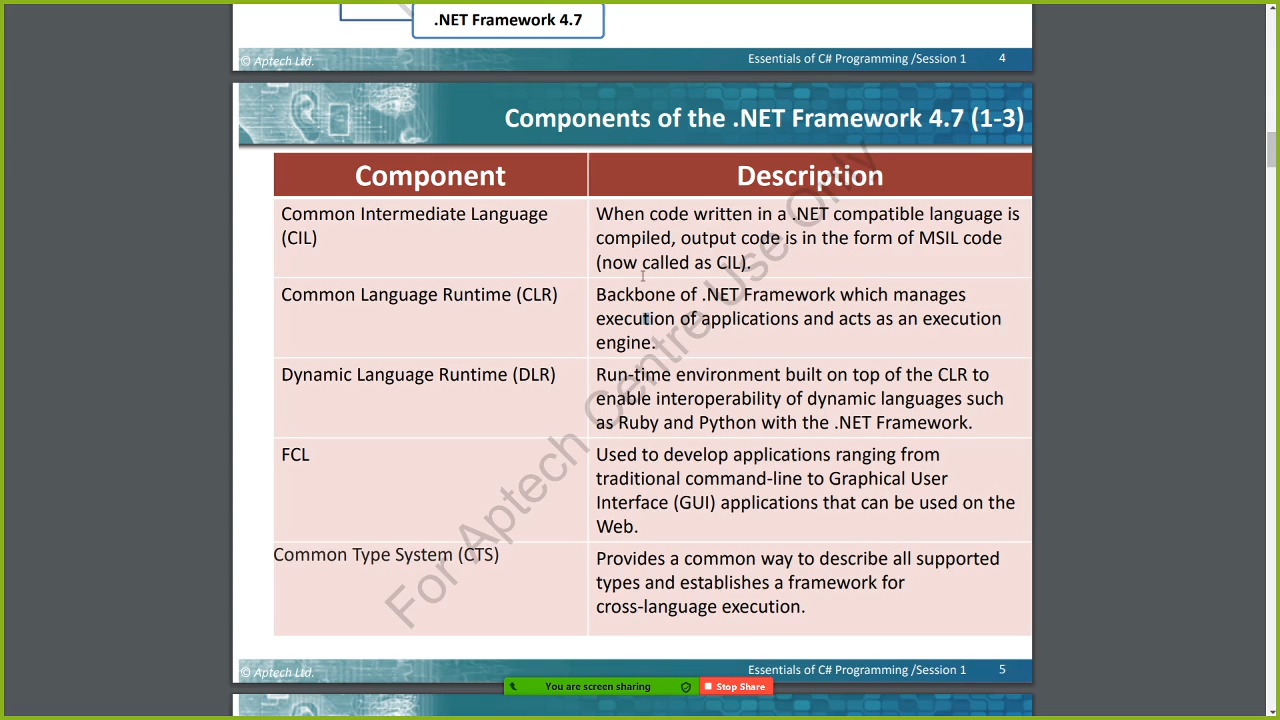 .NET Framework 4.7
© Aptech Ltd.
Essentials of C# Programming /Session 1 4
Components of the .NET Framework 4.7 (1-3)
Component
Description
Common Intermediate Language
(CIL)
When code written in a .NET compatible language is
compiled, output code is in the form of MSIL code
(now called as CIL).
Common Language Runtime (CLR)
Backbone of .NET Framework which manages
execution of applications and acts as an execution
engine.
Dynamic Language Runtime (DLR)
Run-time environment built on top of the CLR to
enable interoperability of dynamic languages such
as Ruby and Python with the .NET Framework.
FCL
Used to develop applications ranging from
traditional command-line to Graphical User
Interface (GUI) applications that can be used on the
Web.
Common Type System (CTS)
Provides a common way to describe all supported
types and establishes a framework for
cross-language execution.
For Aptech Centre Use Only
© Aptech Ltd.
Essentials of C# Programming /Session 1 5
You are screen sharing
Stop Share